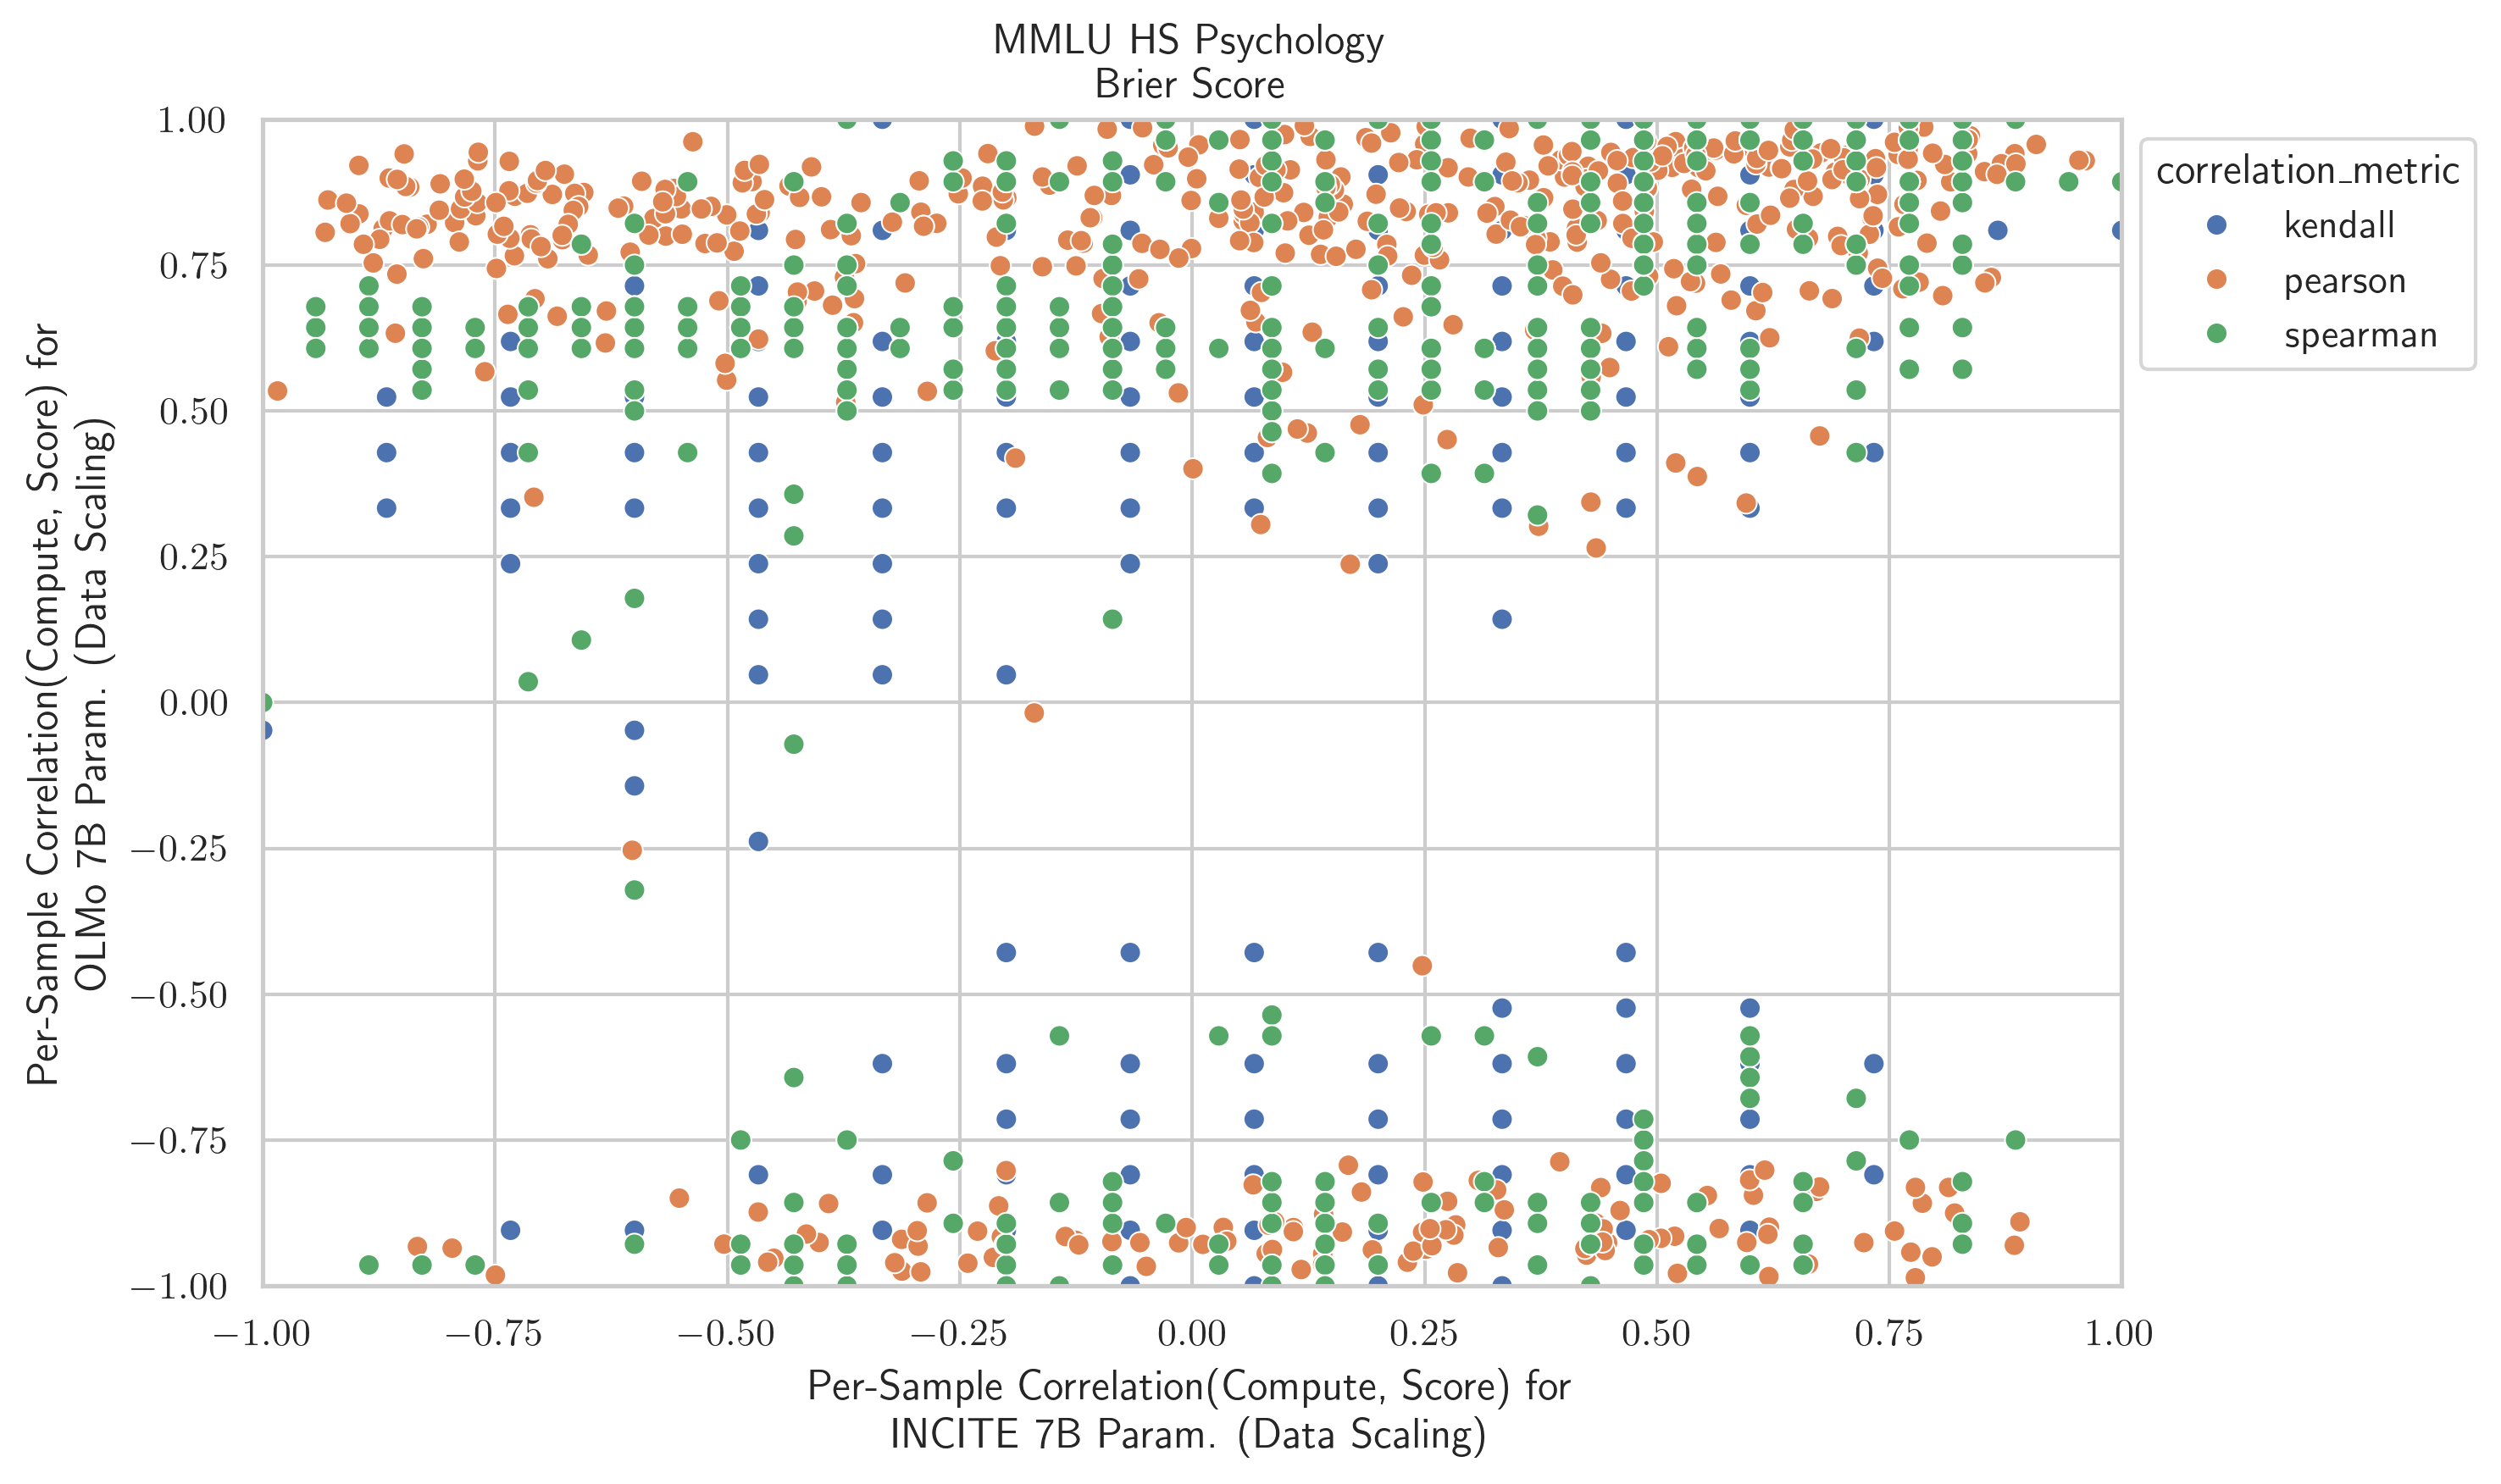 MMLU HS Psychology
Brier Score
Per-Sample Correlation(Compute, Score) for
OLMo 7B Param. (Data Scaling)
1.00
0.75
0.50
0.25
0.00
−0.25
−0.50
−0.75
−1.00
−1.00
−0.75
−0.50
−0.25
0.00
0.25
0.50
0.75
1.00
Per-Sample Correlation(Compute, Score) for
INCITE 7B Param. (Data Scaling)
correlation_metric
kendall
pearson
spearman